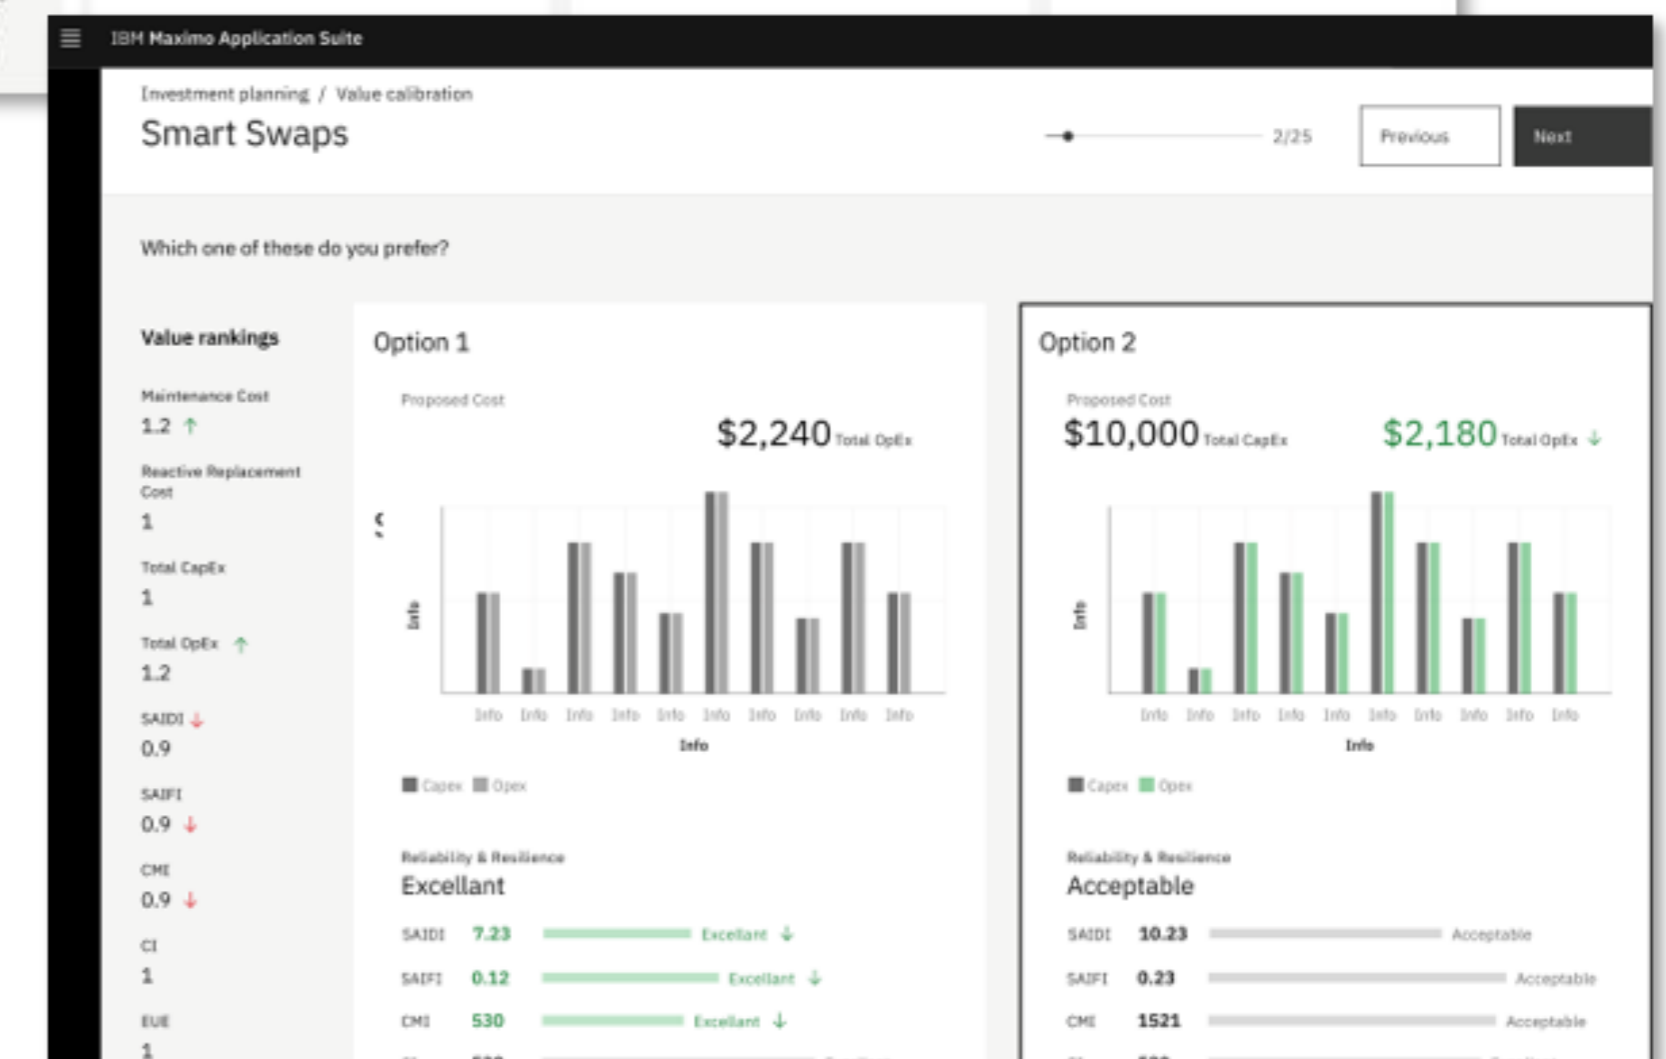 IBM Maximo Application Suite
Investment planning / Value calibration
Smart Swaps
2/25
Previous
Next
Which one of these do you prefer?
Value rankings
Maintenance Cost
1.2 ↑
Reactive Replacement
Cost
1
Total CapEx
1
Total OpEx ↑
1.2
SAIDI ↓
0.9
SAIFI
0.9 ↓
CMI
0.9 ↓
CI
1
EUE
1
Option 1
Proposed Cost
$2,240 Total OpEx
Info
Info Info Info Info Info Info Info Info Info Info
Info
Capex Opex
Reliability & Resilience
Excellant
SAIDI 7.23 Excellant ↓
SAIFI 0.12 Excellant ↓
CMI 530 Excellant ↓
Option 2
Proposed Cost
$10,000 Total CapEx $2,180 Total OpEx ↓
Info
Info Info Info Info Info Info Info Info Info Info
Info
Capex Opex
Reliability & Resilience
Acceptable
SAIDI 10.23 Acceptable
SAIFI 0.23 Acceptable
CMI 1521 Acceptable